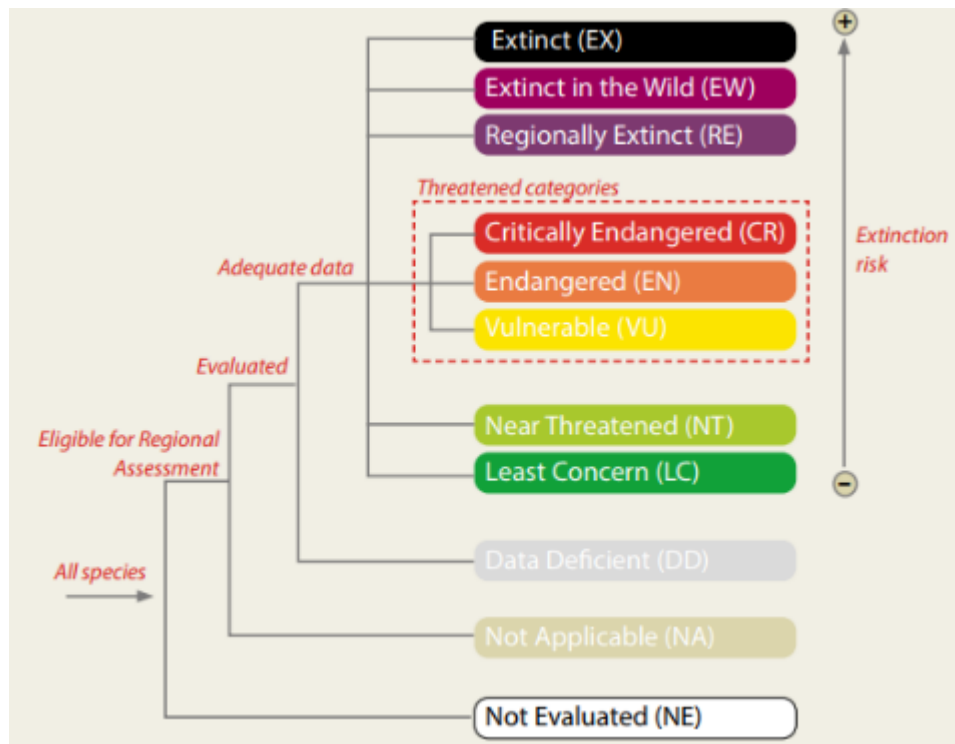 Extinct (EX)
+
Extinct in the Wild (EW)
Regionally Extinct (RE)
Threatened categories
Critically Endangered (CR)
Extinction
risk
Adequate data
Endangered (EN)
Vulnerable (VU)
Evaluated
Near Threatened (NT)
Eligible for Regional
Assessment
Least Concern (LC)
−
Data Deficient (DD)
All species
Not Applicable (NA)
Not Evaluated (NE)